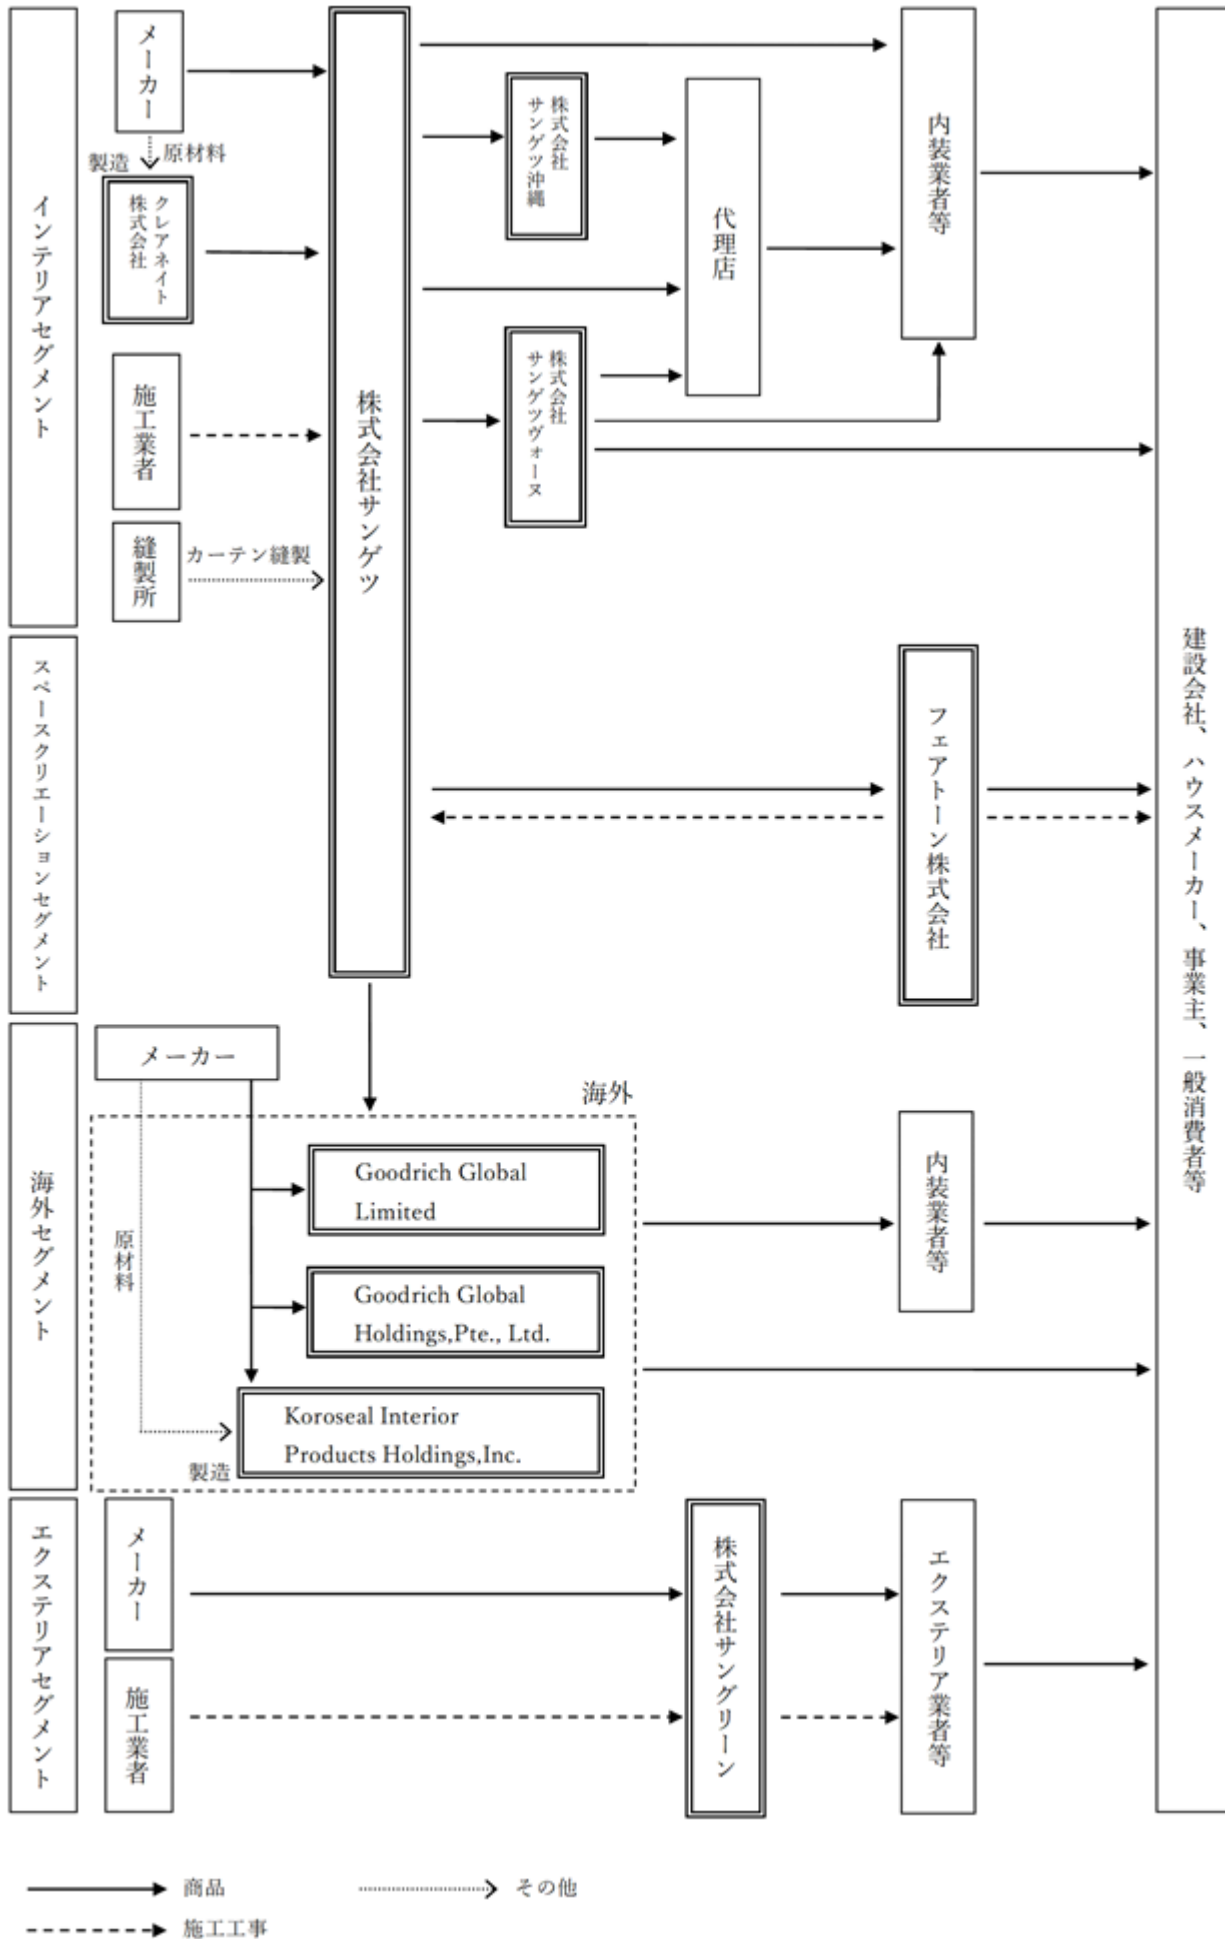 インテリアセグメント
メーカー
原材料
製造
クレアネイト
株式会社
施工業者
縫製所
カーテン縫製
株式会社サンゲツ
株式会社
サンゲツ沖縄
株式会社
サンゲツヴォーヌ
代理店
内装業者等
建設会社、ハウスメーカー、事業主、一般消費者等
スペースクリエーションセグメント
フェアトーン株式会社
海外セグメント
メーカー
原材料
海外
Goodrich Global
Limited
Goodrich Global
Holdings,Pte., Ltd.
Koroseal Interior
Products Holdings,Inc.
製造
内装業者等
エクステリアセグメント
メーカー
施工業者
株式会社サングリーン
エクステリア業者等
商品
その他
施工工事